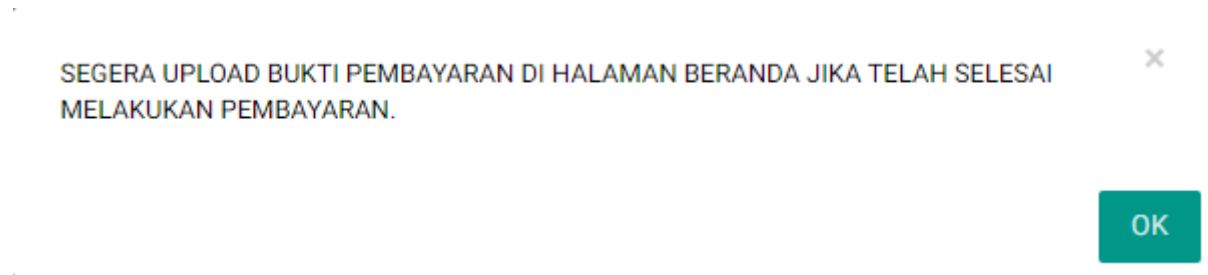 SEGERA UPLOAD BUKTI PEMBAYARAN DI HALAMAN BERANDA JIKA TELAH SELESAI
MELAKUKAN PEMBAYARAN.
×
OK